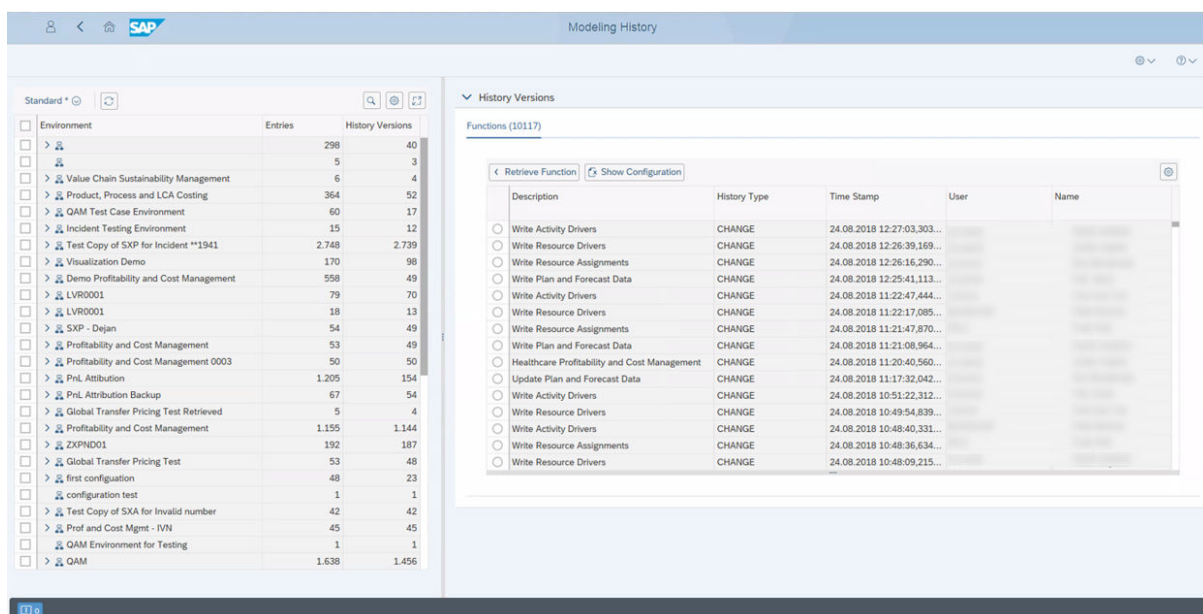 SAP Modeling History
Standard *
Environment Entries History Versions
298 40
5 3
Value Chain Sustainability Management 6 4
Product, Process and LCA Costing 364 52
QAM Test Case Environment 60 17
Incident Testing Environment 15 12
Test Copy of SXP for Incident **1941 2.748 2.739
Visualization Demo 170 98
Demo Profitability and Cost Management 558 49
LVR0001 79 70
LVR0001 18 13
SXP - Dejan 54 49
Profitability and Cost Management 53 49
Profitability and Cost Management 0003 50 50
PnL Attibution 1.205 154
PnL Attribution Backup 67 54
Global Transfer Pricing Test Retrieved 5 4
Profitability and Cost Management 1.155 1.144
ZXPND01 192 187
Global Transfer Pricing Test 53 48
first configuation 48 23
configuration test 1 1
Test Copy of SXA for Invalid number 42 42
Prof and Cost Mgmt - IVN 45 45
QAM Environment for Testing 1 1
QAM 1.638 1.456
History Versions
Functions (10117)
Retrieve Function Show Configuration
Description History Type Time Stamp User Name
Write Activity Drivers CHANGE 24.08.2018 12:27:03,303...
Write Resource Drivers CHANGE 24.08.2018 12:26:39,169...
Write Resource Assignments CHANGE 24.08.2018 12:26:16,290...
Write Plan and Forecast Data CHANGE 24.08.2018 12:25:41,113...
Write Activity Drivers CHANGE 24.08.2018 11:22:47,444...
Write Resource Drivers CHANGE 24.08.2018 11:22:17,085...
Write Resource Assignments CHANGE 24.08.2018 11:21:47,870...
Write Plan and Forecast Data CHANGE 24.08.2018 11:21:08,964...
Healthcare Profitability and Cost Management CHANGE 24.08.2018 11:20:40,560...
Update Plan and Forecast Data CHANGE 24.08.2018 11:17:32,042...
Write Activity Drivers CHANGE 24.08.2018 10:51:22,312...
Write Resource Drivers CHANGE 24.08.2018 10:49:54,839...
Write Activity Drivers CHANGE 24.08.2018 10:48:40,331...
Write Resource Assignments CHANGE 24.08.2018 10:48:36,634...
Write Resource Drivers CHANGE 24.08.2018 10:48:09,215...
0